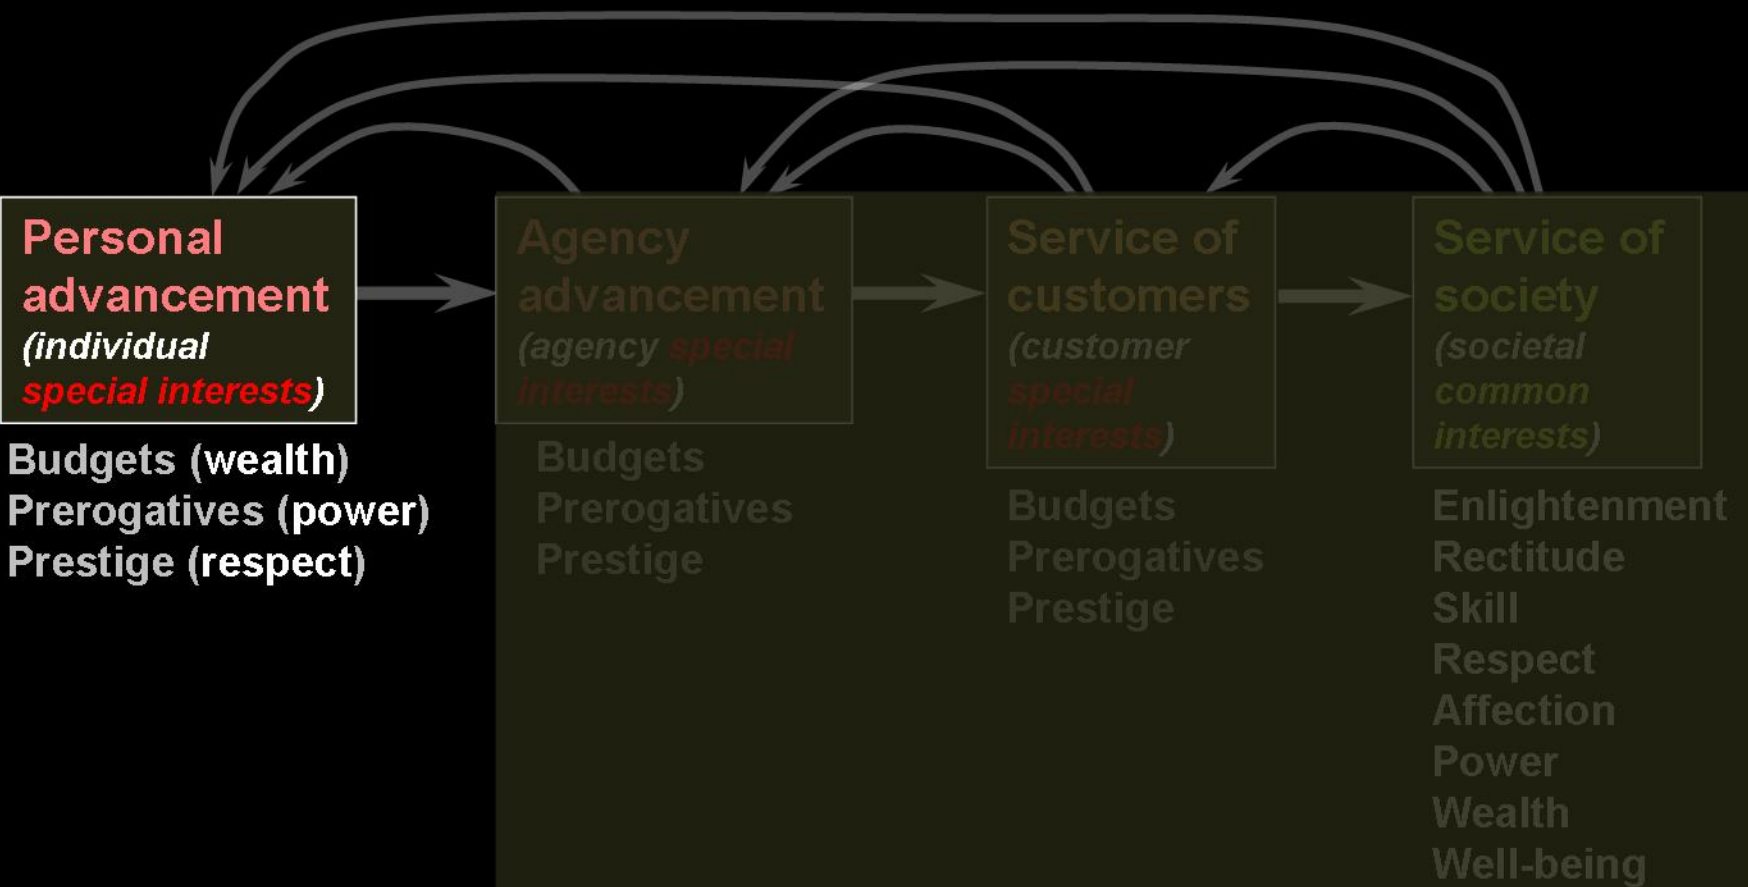 Personal
advancement
(individual
special interests)
Budgets (wealth)
Prerogatives (power)
Prestige (respect)
Agency
advancement
(agency special
interests)
Budgets
Prerogatives
Prestige
Service of
customers
(customer
special
interests)
Budgets
Prerogatives
Prestige
Service of
society
(societal
common
interests)
Enlightenment
Rectitude
Skill
Respect
Affection
Power
Wealth
Well-being